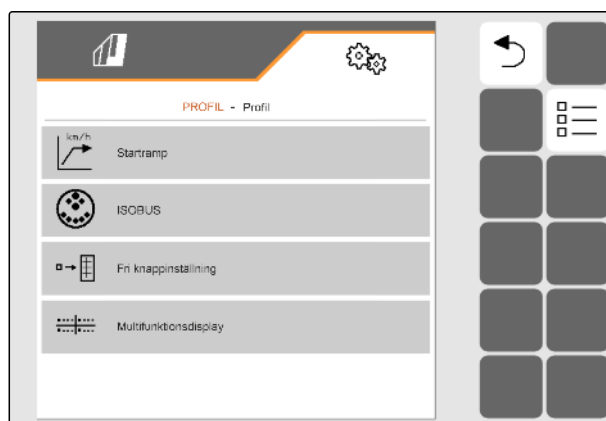 PROFIL - Profil
km/h
Startramp
ISOBUS
Fri knappinställning
Multifunktionsdisplay